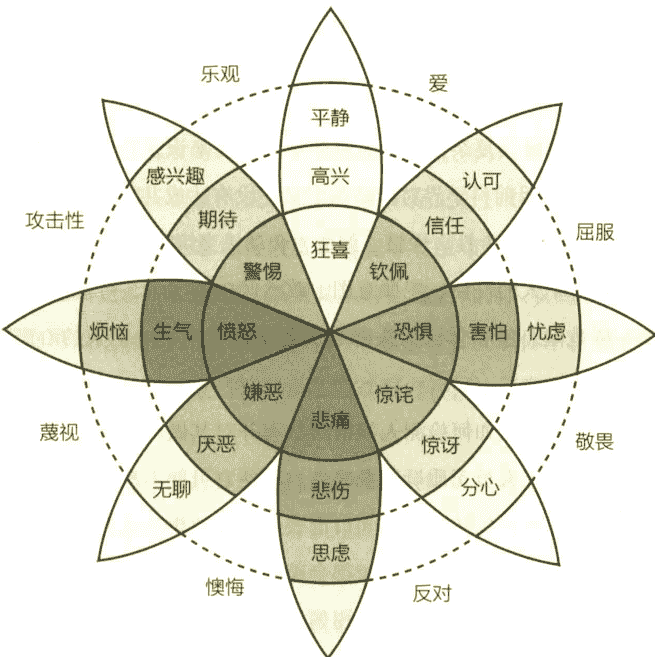 乐观
爱
平静
感兴趣
认可
高兴
期待
信任
攻击性
屈服
狂喜
警惕
钦佩
烦恼
生气
愤怒
恐惧
害怕
忧虑
嫌恶
惊诧
悲痛
蔑视
厌恶
惊讶
敬畏
无聊
悲伤
分心
思虑
懊悔
反对